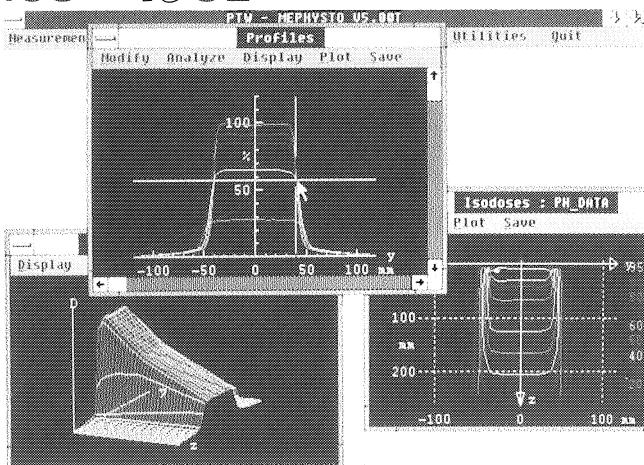 PTW - MEPHYSTO V5.00T
Measuremen
Utilities Quit
Profiles
Modify Analyze Display Plot Save
100
%
50
y
-100 -50 0 50 100 mm
Isodoses : PH_DATA
Plot Save
100
mm
200
60
40
z
-100 0 100 mm
Display
D
y
z